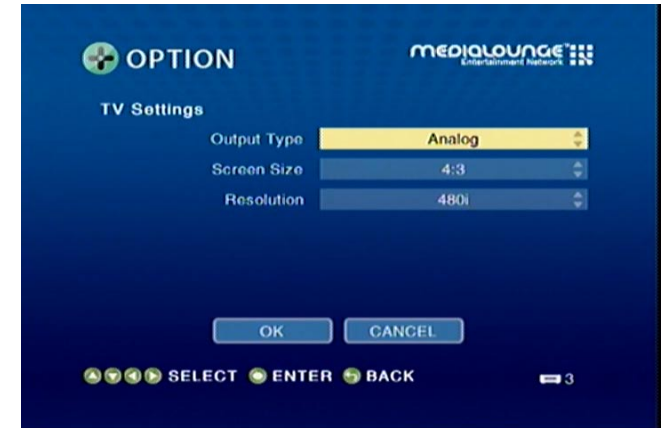 OPTION
MEDIALOUNGE™
Entertainment Network
TV Settings
Output Type Analog
Screen Size 4:3
Resolution 480i
OK CANCEL
SELECT ENTER BACK 3